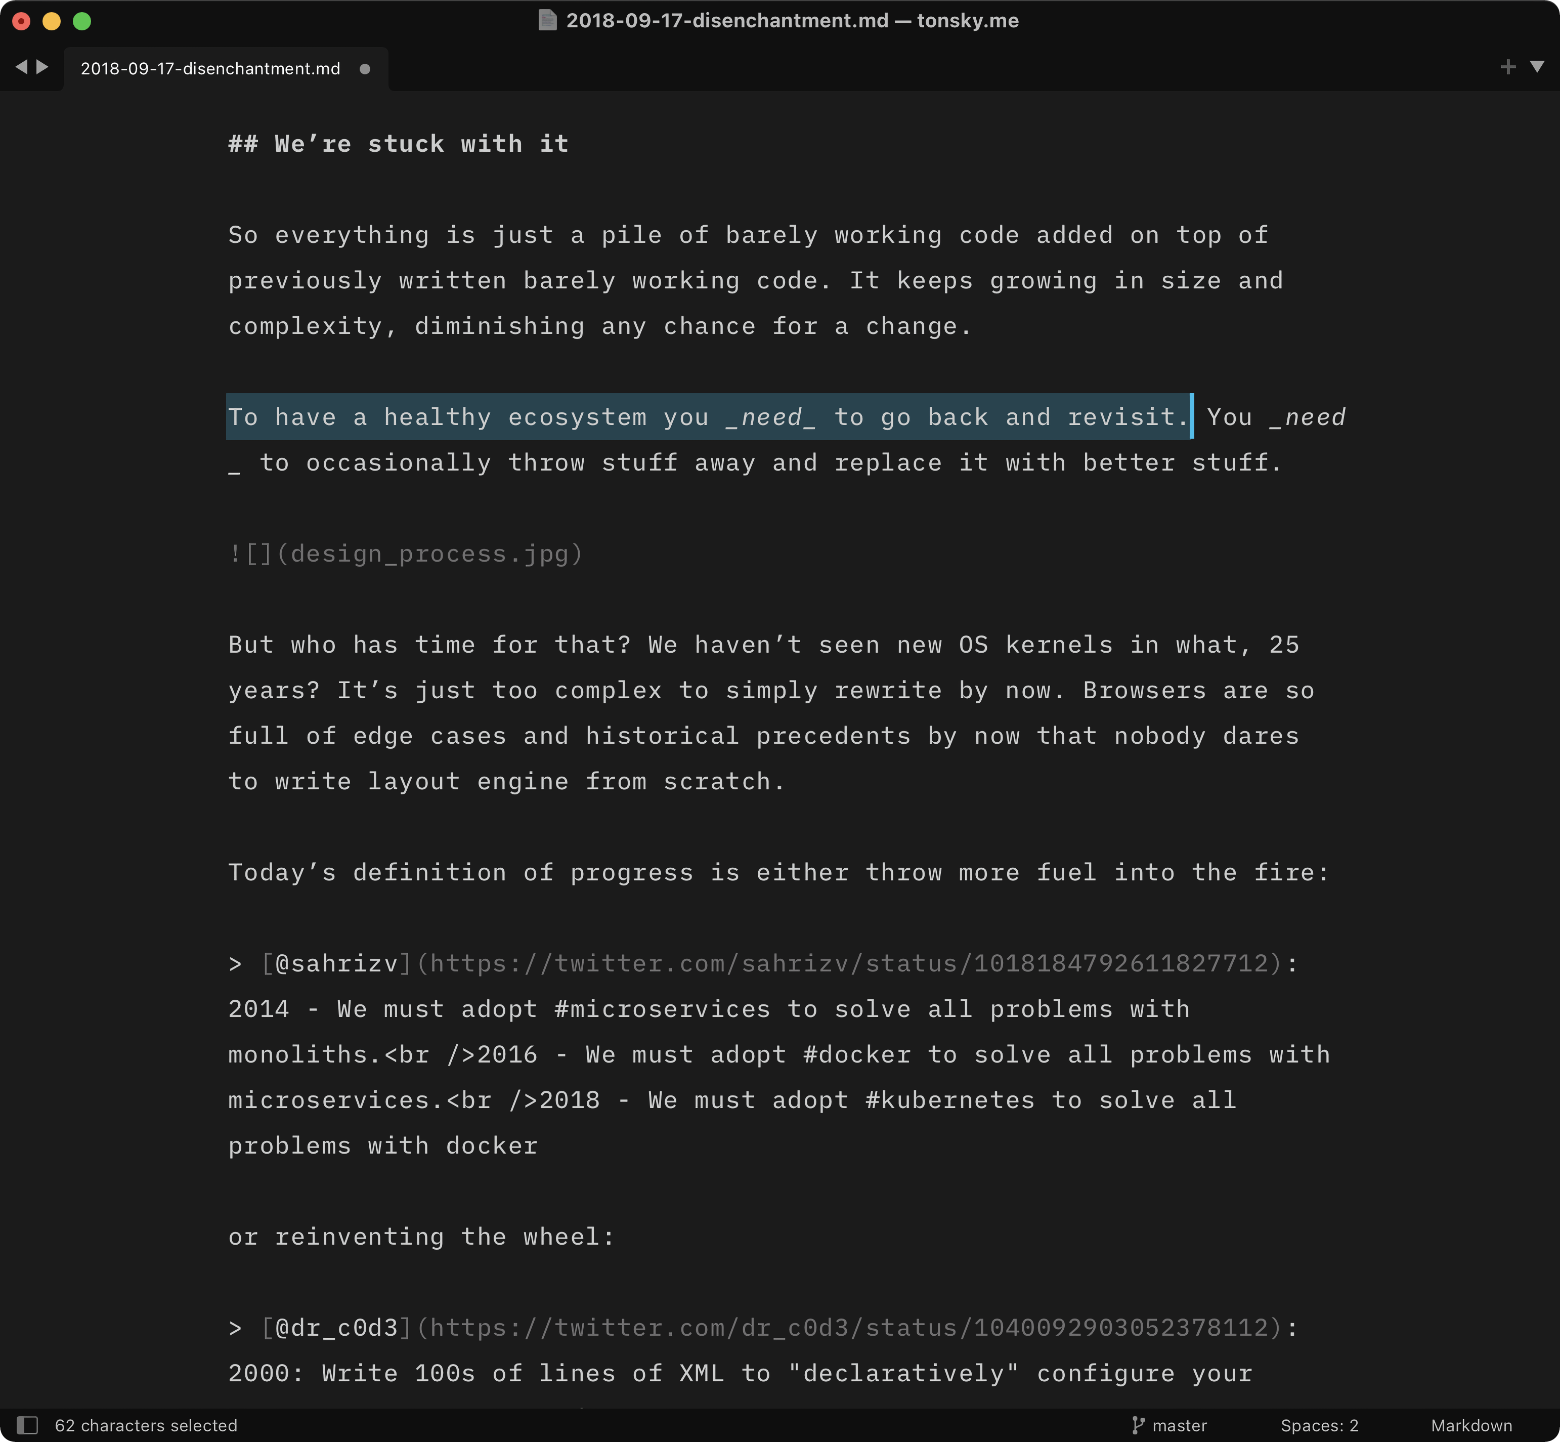 2018-09-17-disenchantment.md — tonsky.me
2018-09-17-disenchantment.md
## We’re stuck with it
So everything is just a pile of barely working code added on top of
previously written barely working code. It keeps growing in size and
complexity, diminishing any chance for a change.
To have a healthy ecosystem you _need_ to go back and revisit. You _need
_ to occasionally throw stuff away and replace it with better stuff.
![](design_process.jpg)
But who has time for that? We haven’t seen new OS kernels in what, 25
years? It’s just too complex to simply rewrite by now. Browsers are so
full of edge cases and historical precedents by now that nobody dares
to write layout engine from scratch.
Today’s definition of progress is either throw more fuel into the fire:
> [@sahrizv](https://twitter.com/sahrizv/status/1018184792611827712):
2014 - We must adopt #microservices to solve all problems with
monoliths.<br />2016 - We must adopt #docker to solve all problems with
microservices.<br />2018 - We must adopt #kubernetes to solve all
problems with docker
or reinventing the wheel:
> [@dr_c0d3](https://twitter.com/dr_c0d3/status/1040092903052378112):
2000: Write 100s of lines of XML to "declaratively" configure your
62 characters selected
master
Spaces: 2
Markdown